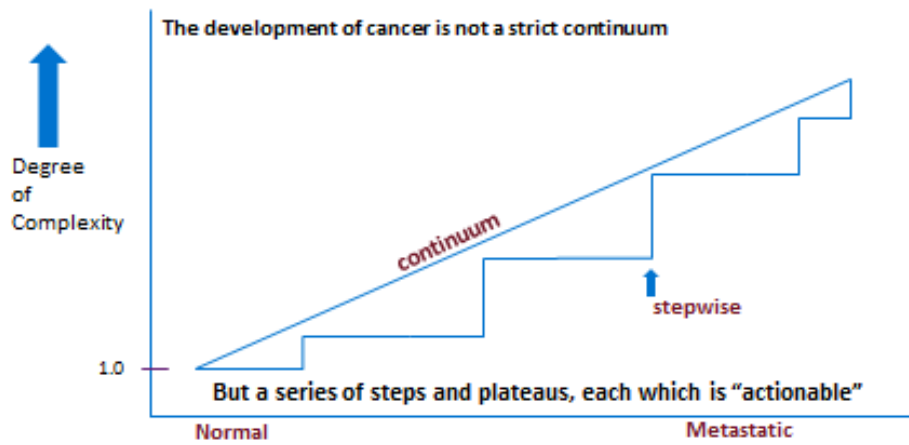 The development of cancer is not a strict continuum
Degree
of
Complexity
continuum
stepwise
1.0
But a series of steps and plateaus, each which is “actionable”
Normal
Metastatic